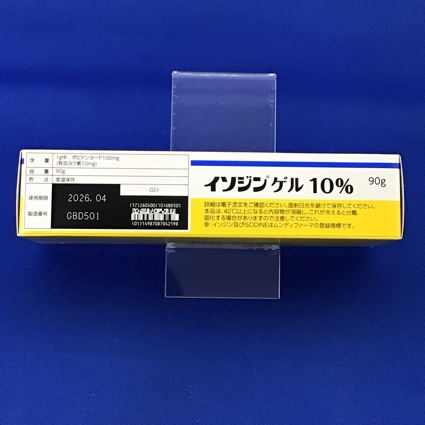 含量 1g中 ポビドンヨード100mg
(有効ヨウ素10mg)
容量 90g
貯法 室温保存
使用期限 2026.04
製造番号 GBD501
GS1
イソジンゲル10% 90g
詳細は電子添文をご確認ください。直射日光を避けて保存してください。
本品は、40℃以上になると内容物が溶融し、これが冷えると分離、
固化する場合がありますので注意してください。
®:イソジン及びISODINEはムンディファーマの登録商標です。